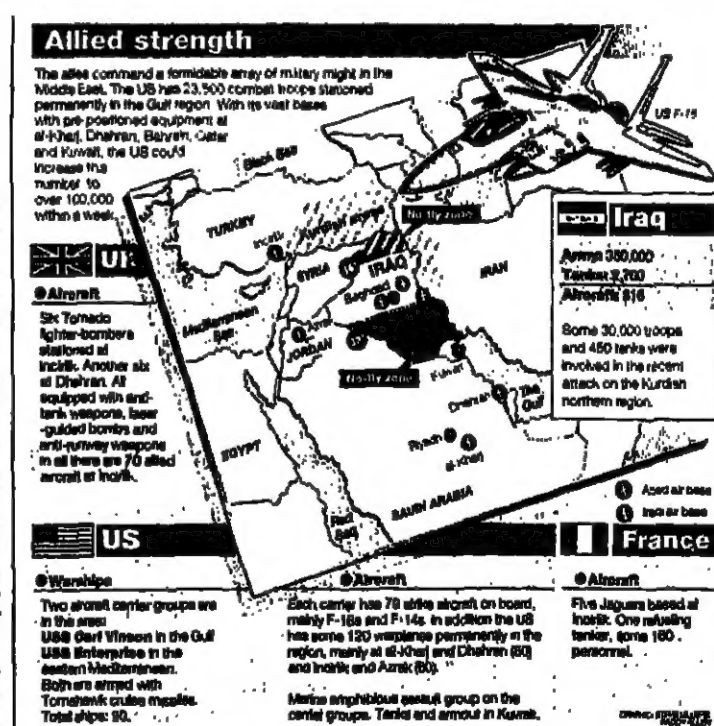 Allied strength
The allies command a formidable array of military might in the
Middle East. The US has 23,500 combat troops stationed
permanently in the Gulf region. With its vast bases
with pre-positioned equipment at
al-Kharj, Dhahran, Bahrain, Qatar
and Kuwait, the US could
increase this
number to
over 100,000
within a week.
US F-15
Black Sea
TURKEY
Incirlik
Kurdish enclave
No-fly zone
SYRIA
IRAQ
Baghdad
IRAN
Mediterranean
Sea
Azrak
JORDAN
No-fly zone
Kuwait
Dhahran
The
Gulf
EGYPT
Riyadh
al-Kharj
SAUDI ARABIA
Red
Sea
Allied air base
Iraqi air base
UK
Aircraft
Six Tornado
fighter-bombers
stationed at
Incirlik. Another six
at Dhahran. All
equipped with anti-
tank weapons, laser
-guided bombs and
anti-runway weapons
In all there are 70 allied
aircraft at Incirlik.
Iraq
Army: 350,000
Tanks: 2,700
Aircraft: 316
Some 30,000 troops
and 450 tanks were
involved in the recent
attack on the Kurdish
northern region.
US
Warships
Two aircraft carrier groups are
in the area:
USS Carl Vinson in the Gulf
USS Enterprise in the
eastern Mediterranean.
Both are armed with
Tomahawk cruise missiles.
Total ships:
Aircraft
Each carrier has 79 strike aircraft on board,
mainly F-18s and F-14s. In addition the US
has some 120 warplanes permanently in the
region, mainly at al-Kharj and Dhahran (60)
and Incirlik and Azrak (60).
Marine amphibious assault group on the
carrier groups. Tanks and armour in Kuwait.
France
Aircraft
Five Jaguars based at
Incirlik. One refueling
tanker, some 160
personnel.